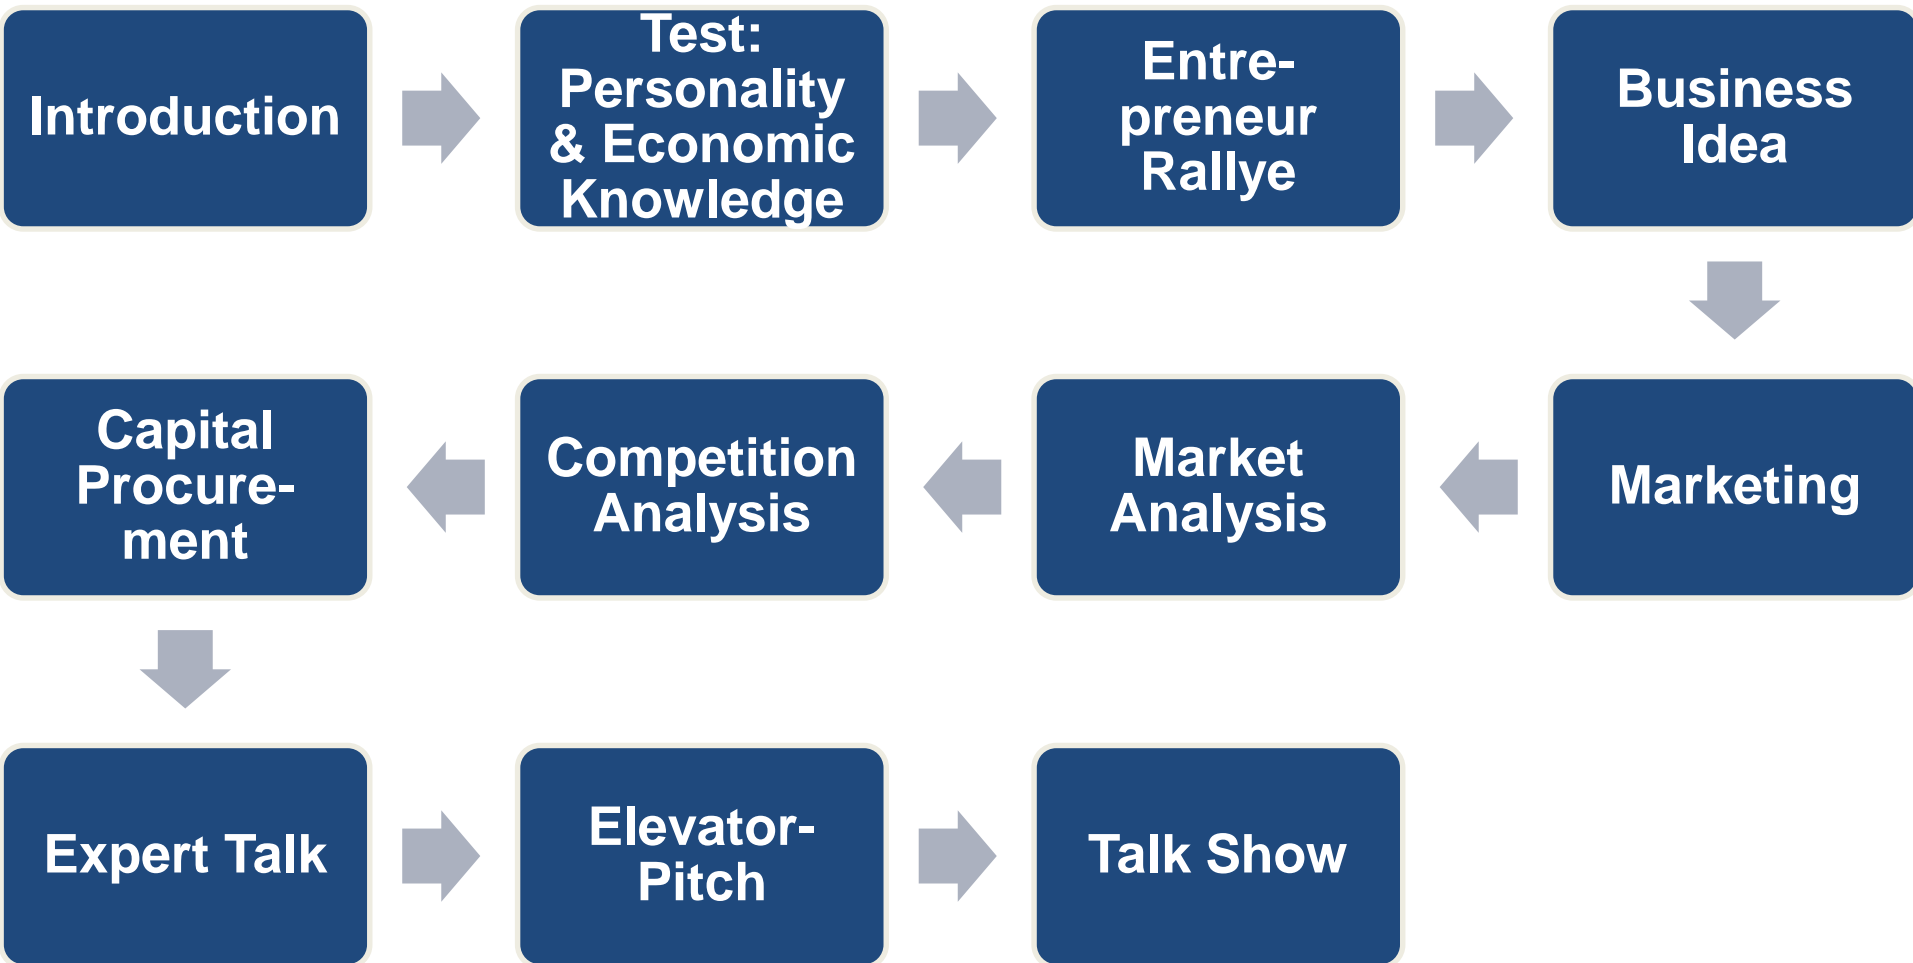 Introduction
Test:
Personality
& Economic
Knowledge
Entre-
preneur
Rallye
Business
Idea
Marketing
Market
Analysis
Competition
Analysis
Capital
Procure-
ment
Expert Talk
Elevator-
Pitch
Talk Show